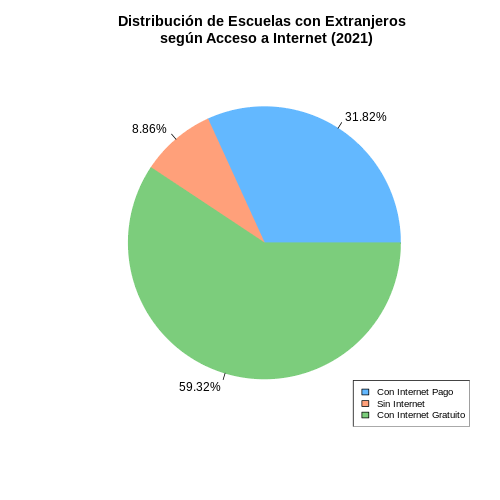 Distribución de Escuelas con Extranjeros
según Acceso a Internet (2021)
31.82%
8.86%
59.32%
Con Internet Pago
Sin Internet
Con Internet Gratuito